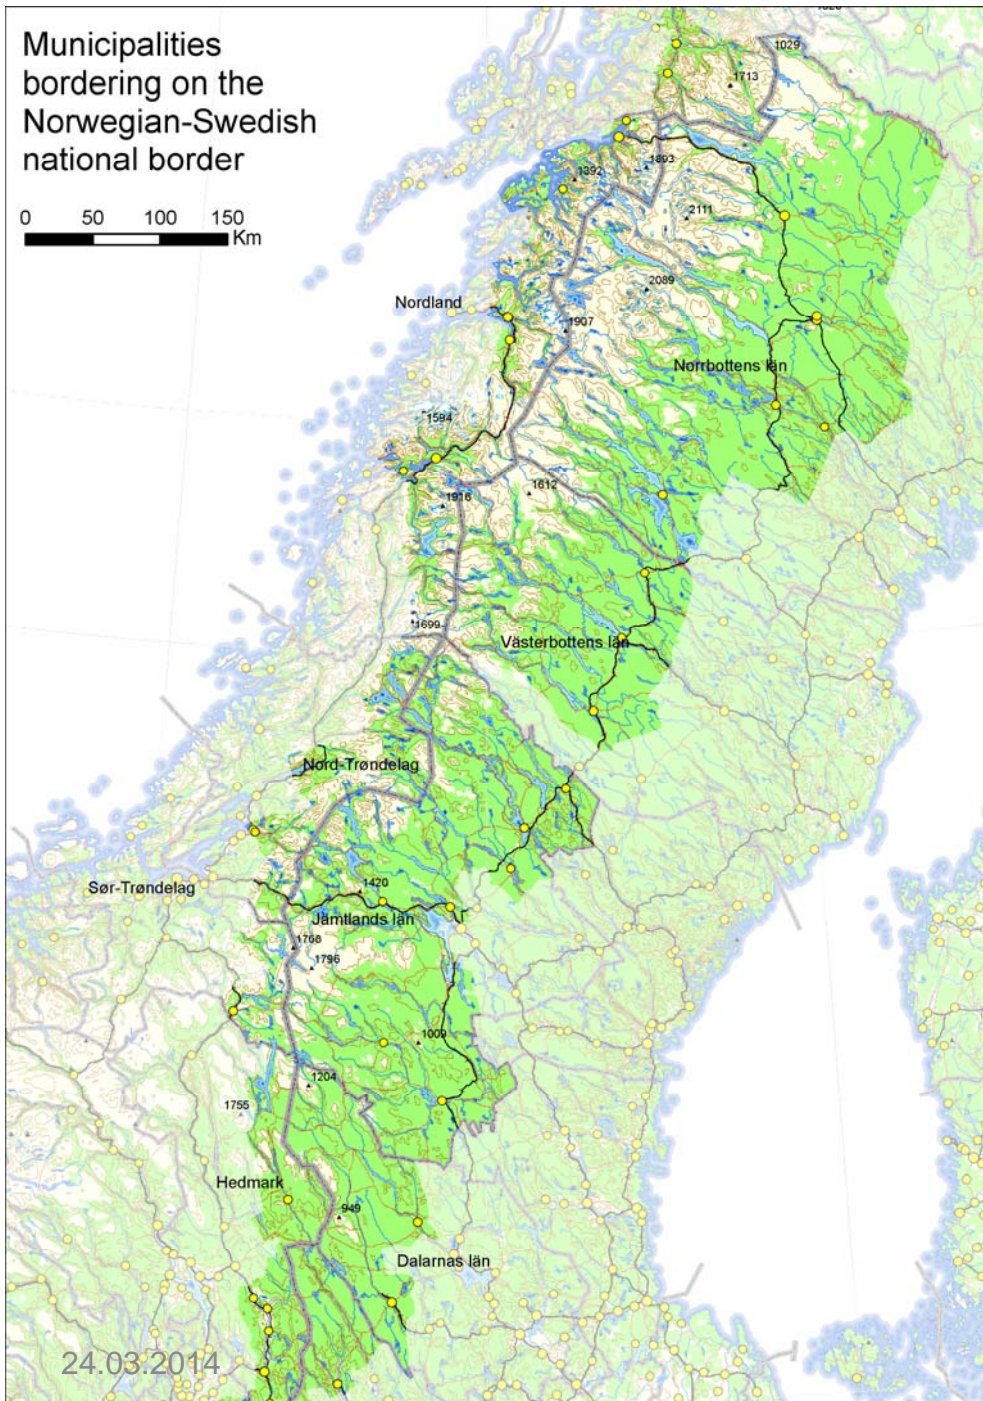 Municipalities
bordering on the
Norwegian-Swedish
national border
0 50 100 150
Km
1029
1713
1893
1392
2111
2089
Nordland
1907
Norrbottens län
1594
1612
1916
1699
Västerbottens län
Nord-Trøndelag
Sør-Trøndelag
1420
Jämtlands län
1768
1796
1009
1204
1755
Hedmark
949
Dalarnas län
24.03.2014